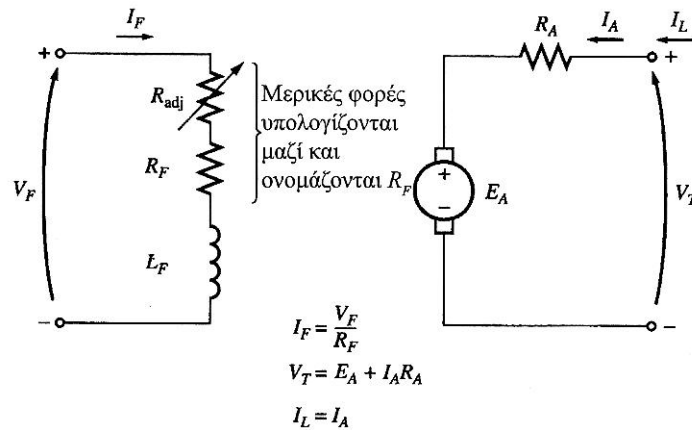 I_F
R_A
I_A
I_L
+
+
R_adj
Μερικές φορές
υπολογίζονται
μαζί και
ονομάζονται R_F
V_F
R_F
+
−
E_A
V_T
L_F
−
−
I_F = V_F / R_F
V_T = E_A + I_A R_A
I_L = I_A